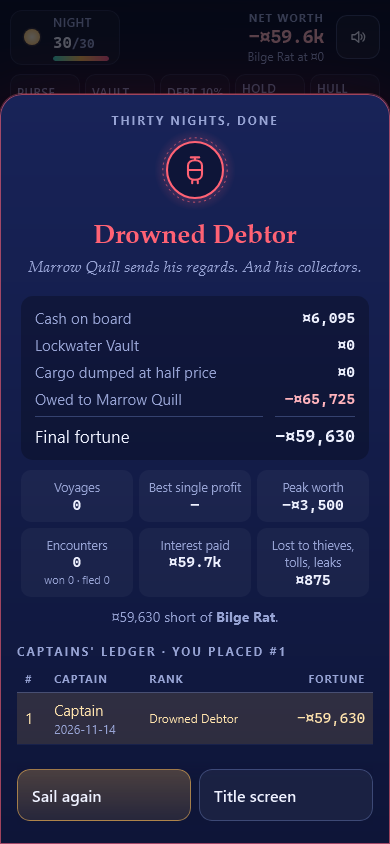 NIGHT
30/30
NET WORTH
−¤59.6k
Bilge Rat at ¤0
PURSE
VAULT
DEBT 10%
HOLD
HULL
THIRTY NIGHTS, DONE
Drowned Debtor
Marrow Quill sends his regards. And his collectors.
Cash on board ¤6,095
Lockwater Vault ¤0
Cargo dumped at half price ¤0
Owed to Marrow Quill −¤65,725
Final fortune −¤59,630
Voyages
0
Best single profit
—
Peak worth
−¤3,500
Encounters
0
won 0 · fled 0
Interest paid
¤59.7k
Lost to thieves,
tolls, leaks
¤875
¤59,630 short of Bilge Rat.
CAPTAINS' LEDGER · YOU PLACED #1
# CAPTAIN RANK FORTUNE
1 Captain Drowned Debtor −¤59,630
2026-11-14
Sail again
Title screen